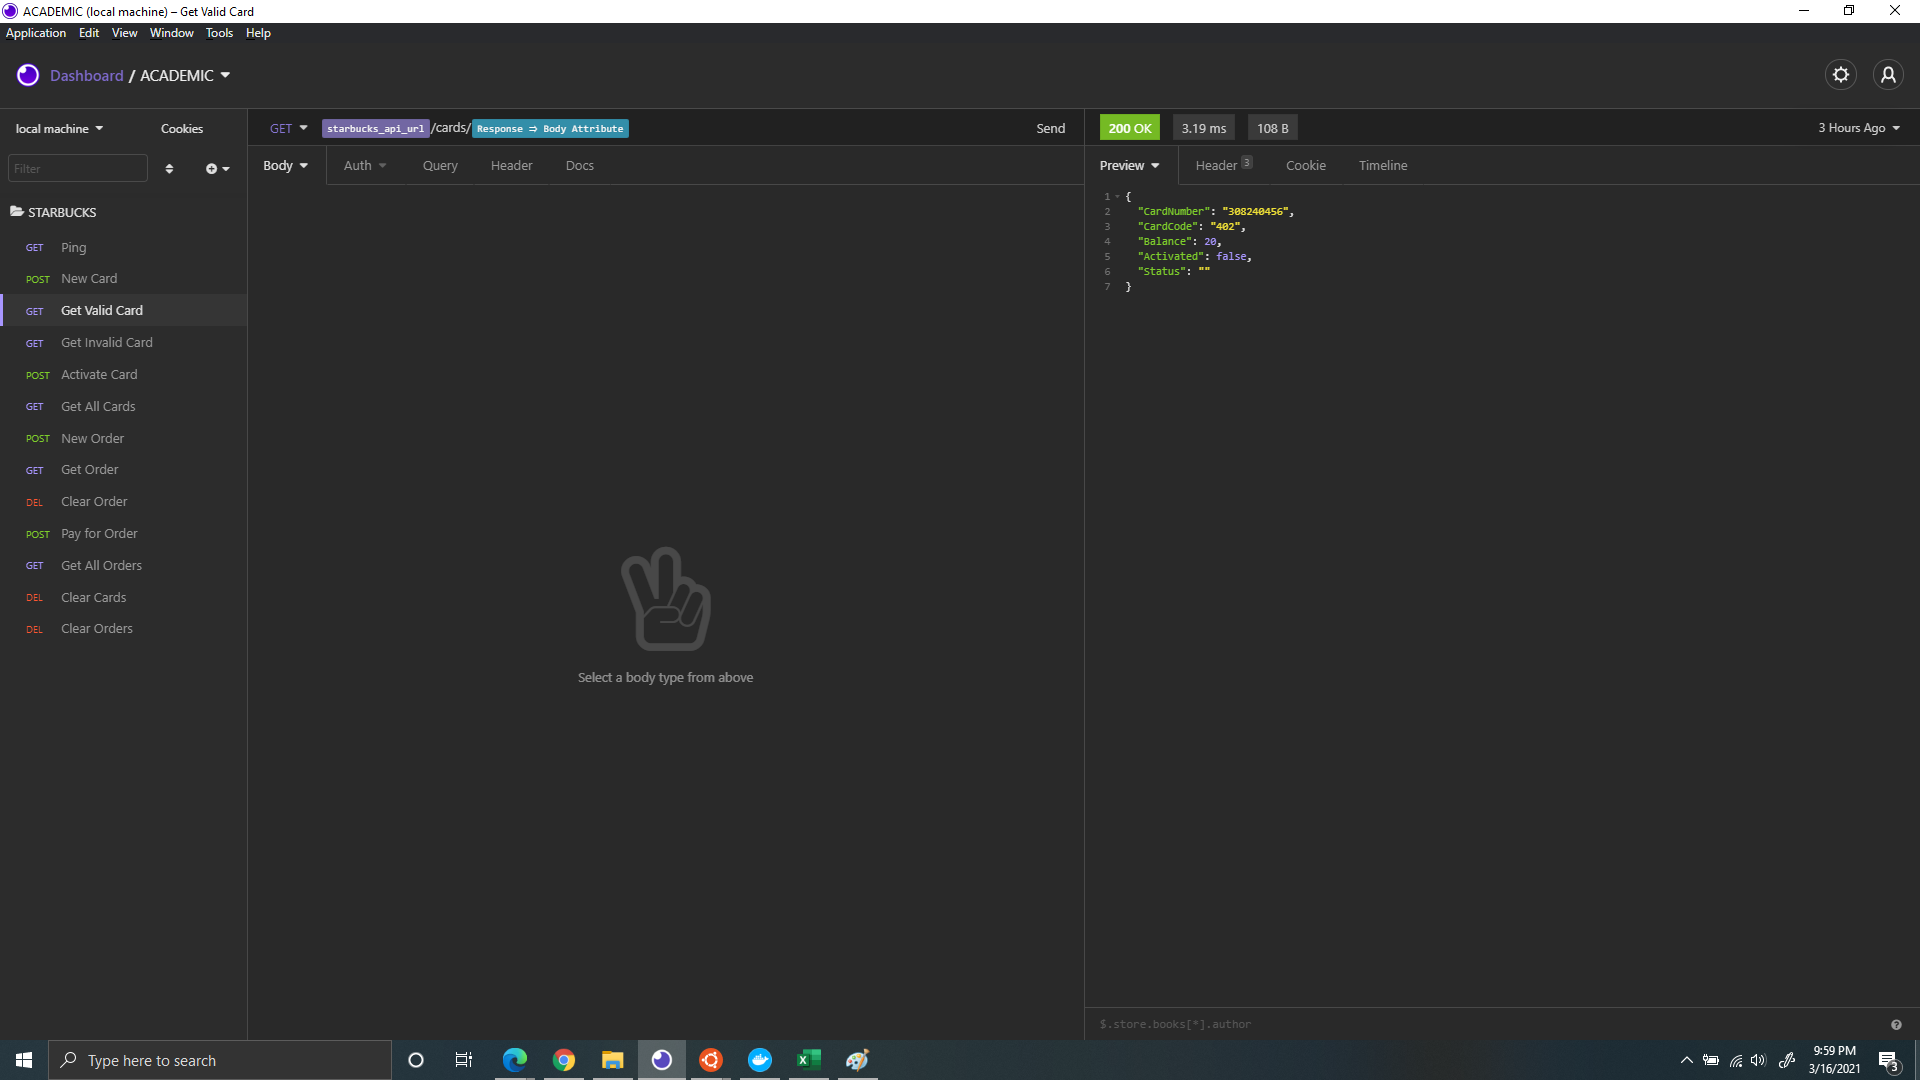 ACADEMIC (local machine) – Get Valid Card
Application Edit View Window Tools Help
Dashboard / ACADEMIC
local machine Cookies
GET starbucks_api_url/cards/Response ⇒ Body Attribute Send
200 OK 3.19 ms 108 B 3 Hours Ago
Filter
Body Auth Query Header Docs
Preview Header 3 Cookie Timeline
STARBUCKS
GET Ping
POST New Card
GET Get Valid Card
GET Get Invalid Card
POST Activate Card
GET Get All Cards
POST New Order
GET Get Order
DEL Clear Order
POST Pay for Order
GET Get All Orders
DEL Clear Cards
DEL Clear Orders
Select a body type from above
1 {
2 "CardNumber": "308240456",
3 "CardCode": "402",
4 "Balance": 20,
5 "Activated": false,
6 "Status": ""
7 }
$.store.books[*].author
Type here to search
9:59 PM
3/16/2021
3